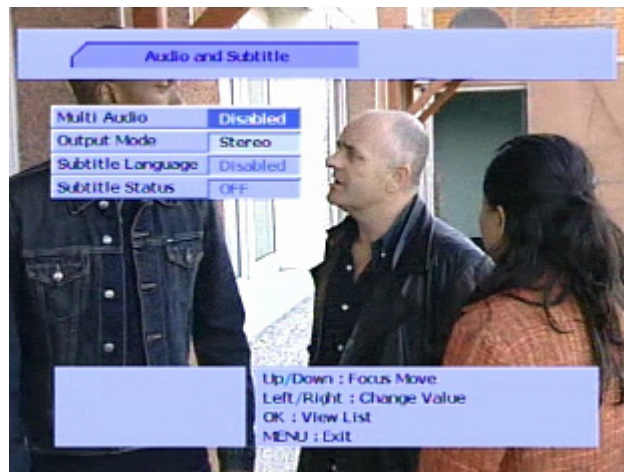 Audio and Subtitle
Multi Audio Disabled
Output Mode Stereo
Subtitle Language Disabled
Subtitle Status OFF
Up/Down : Focus Move
Left/Right : Change Value
OK : View List
MENU : Exit